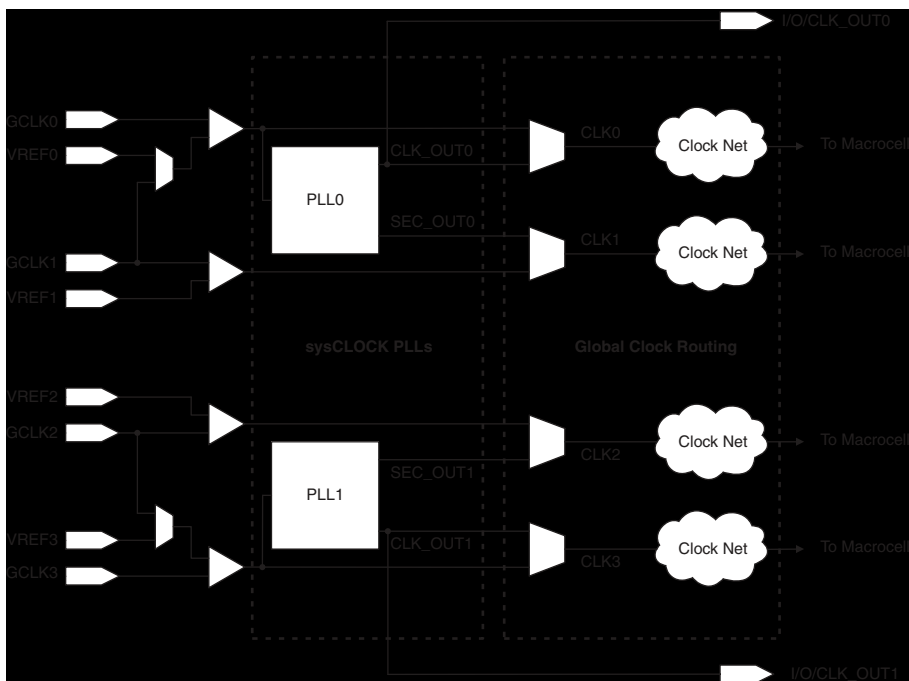 I/O/CLK_OUT0
GCLK0
VREF0
CLK_OUT0
CLK0
Clock Net
To Macrocell
PLL0
SEC_OUT0
CLK1
Clock Net
To Macrocell
GCLK1
VREF1
sysCLOCK PLLs
Global Clock Routing
VREF2
GCLK2
SEC_OUT1
CLK2
Clock Net
To Macrocell
PLL1
VREF3
GCLK3
CLK_OUT1
CLK3
Clock Net
To Macrocell
I/O/CLK_OUT1